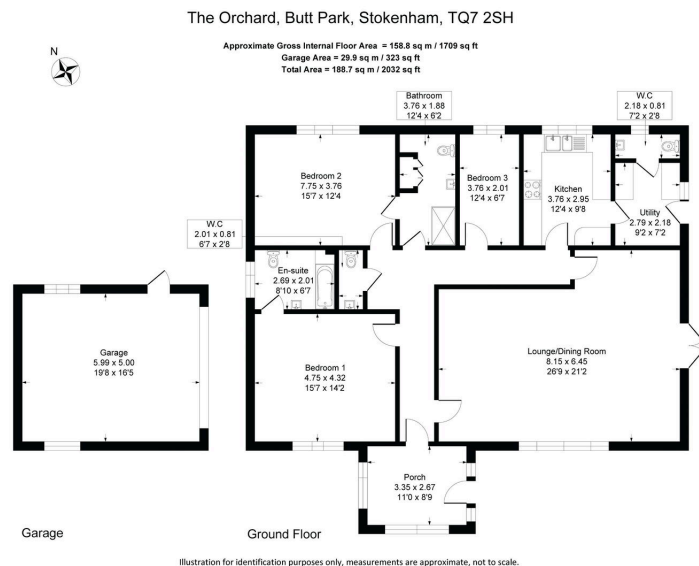 The Orchard, Butt Park, Stokenham, TQ7 2SH
Approximate Gross Internal Floor Area = 158.8 sq m / 1709 sq ft
Garage Area = 29.9 sq m / 323 sq ft
Total Area = 188.7 sq m / 2032 sq ft
N
Bathroom
3.76 x 1.88
12'4 x 6'2
W.C
2.18 x 0.81
7'2 x 2'8
Bedroom 2
7.75 x 3.76
15'7 x 12'4
Bedroom 3
3.76 x 2.01
12'4 x 6'7
Kitchen
3.76 x 2.95
12'4 x 9'8
Utility
2.79 x 2.18
9'2 x 7'2
W.C
2.01 x 0.81
6'7 x 2'8
En-suite
2.69 x 2.01
8'10 x 6'7
Garage
5.99 x 5.00
19'8 x 16'5
Bedroom 1
4.75 x 4.32
15'7 x 14'2
Lounge/Dining Room
8.15 x 6.45
26'9 x 21'2
Porch
3.35 x 2.67
11'0 x 8'9
Garage
Ground Floor
Illustration for identification purposes only, measurements are approximate, not to scale.